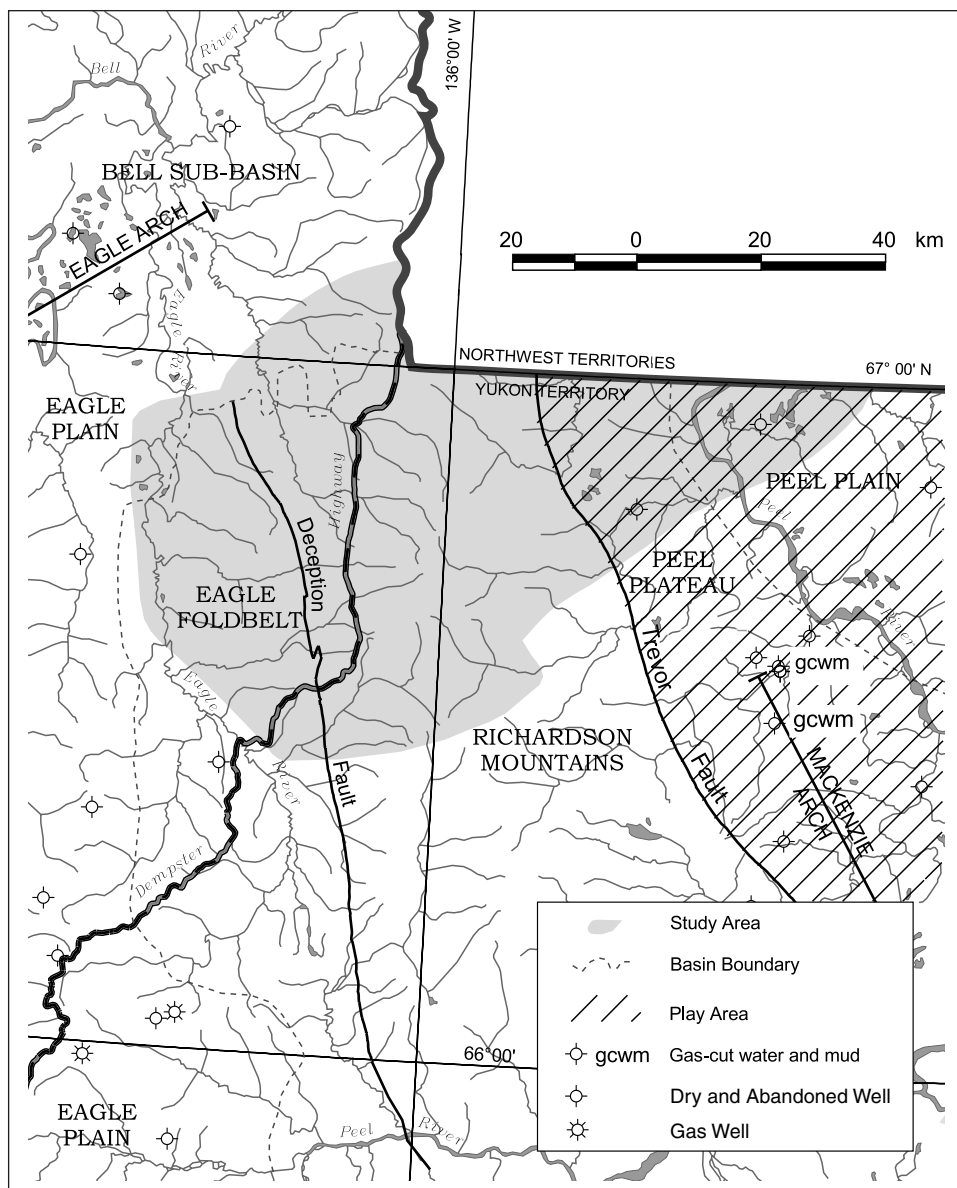 River
Bell
136°00' W
BELL SUB-BASIN
EAGLE ARCH
20 0 20 40 km
Eagle River
NORTHWEST TERRITORIES
67° 00' N
YUKON TERRITORY
EAGLE
PLAIN
Highway
PEEL PLAIN
Peel
Deception
PEEL
PLATEAU
EAGLE
FOLDBELT
River
Trevor
gcwm
Eagle
gcwm
RICHARDSON
MOUNTAINS
River
Fault
Fault
MACKENZIE
ARCH
Dempster
Study Area
Basin Boundary
Play Area
gcwm Gas-cut water and mud
Dry and Abandoned Well
Gas Well
66°00'
EAGLE
PLAIN
Peel River